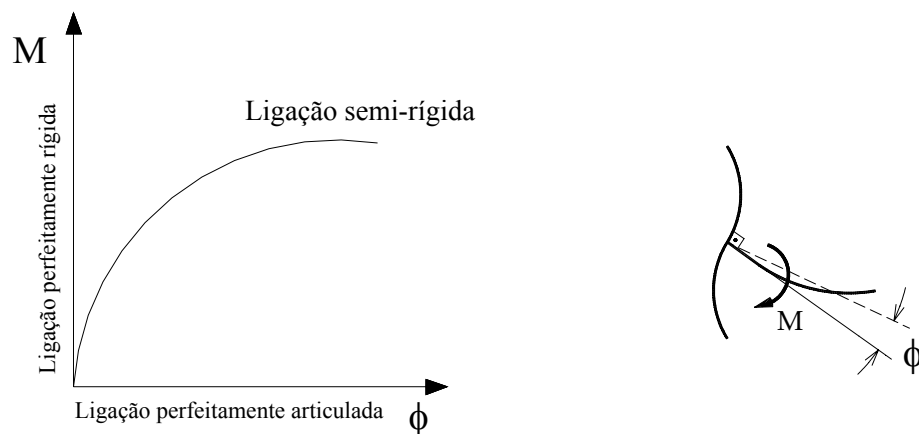 M
Ligação perfeitamente rígida
Ligação semi-rígida
Ligação perfeitamente articulada
ϕ
M
ϕ